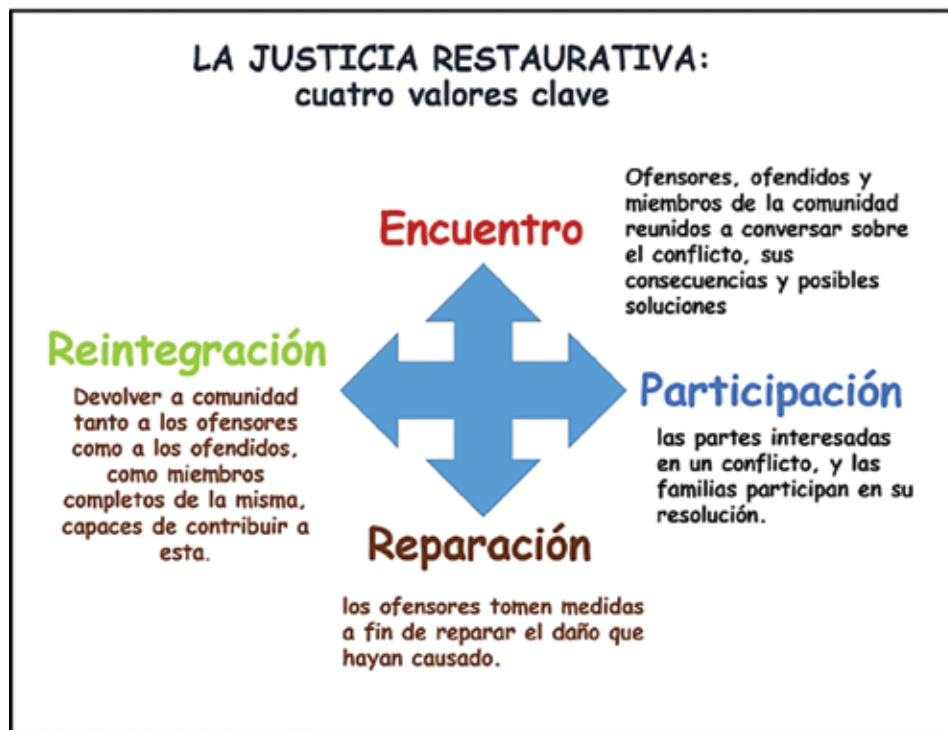 LA JUSTICIA RESTAURATIVA:
cuatro valores clave
Encuentro
Ofensores, ofendidos y
miembros de la comunidad
reunidos a conversar sobre
el conflicto, sus
consecuencias y posibles
soluciones
Reintegración
Devolver a comunidad
tanto a los ofensores
como a los ofendidos,
como miembros
completos de la misma,
capaces de contribuir a
esta.
Participación
las partes interesadas
en un conflicto, y las
familias participan en su
resolución.
Reparación
los ofensores tomen medidas
a fin de reparar el daño que
hayan causado.